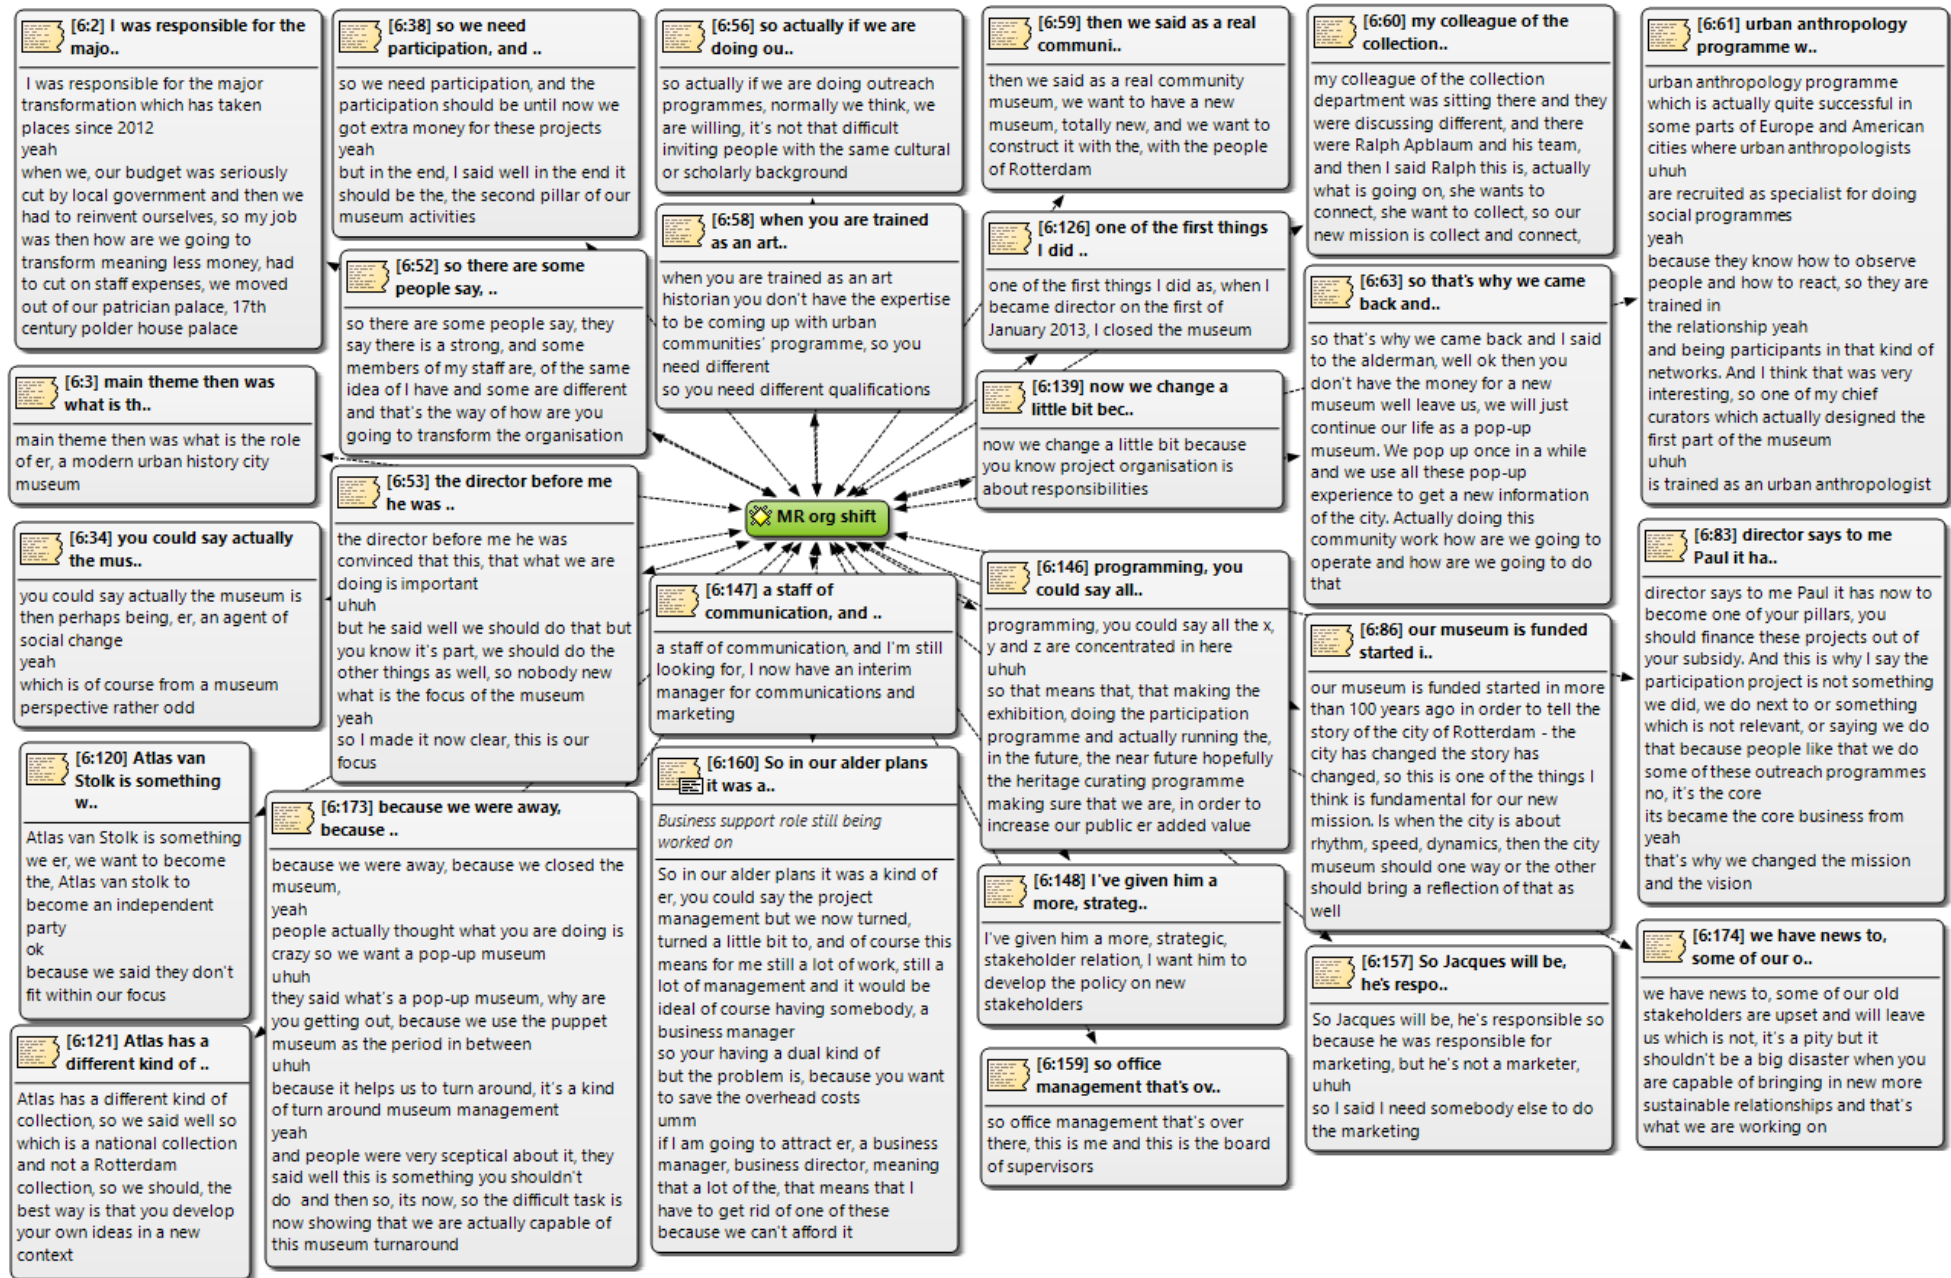 [6:2] I was responsible for the
majo..
I was responsible for the major
transformation which has taken
places since 2012
yeah
when we, our budget was seriously
cut by local government and then we
had to reinvent ourselves, so my job
was then how are we going to
transform meaning less money, had
to cut on staff expenses, we moved
out of our patrician palace, 17th
century polder house palace
[6:38] so we need
participation, and ..
so we need participation, and the
participation should be until now we
got extra money for these projects
yeah
but in the end, I said well in the end it
should be the, the second pillar of our
museum activities
[6:56] so actually if we are
doing ou..
so actually if we are doing outreach
programmes, normally we think, we
are willing, it's not that difficult
inviting people with the same cultural
or scholarly background
[6:59] then we said as a real
communi..
then we said as a real community
museum, we want to have a new
museum, totally new, and we want to
construct it with the, with the people
of Rotterdam
[6:60] my colleague of the
collection..
my colleague of the collection
department was sitting there and they
were discussing different, and there
were Ralph Apblaum and his team,
and then I said Ralph this is, actually
what is going on, she wants to
connect, she want to collect, so our
new mission is collect and connect,
[6:61] urban anthropology
programme w..
urban anthropology programme
which is actually quite successful in
some parts of Europe and American
cities where urban anthropologists
uhuh
are recruited as specialist for doing
social programmes
yeah
because they know how to observe
people and how to react, so they are
trained in
the relationship yeah
and being participants in that kind of
networks. And I think that was very
interesting, so one of my chief
curators which actually designed the
first part of the museum
uhuh
is trained as an urban anthropologist
[6:52] so there are some
people say, ..
so there are some people say, they
say there is a strong, and some
members of my staff are, of the same
idea of I have and some are different
and that's the way of how are you
going to transform the organisation
[6:58] when you are trained
as an art..
when you are trained as an art
historian you don't have the expertise
to be coming up with urban
communities' programme, so you
need different
so you need different qualifications
[6:126] one of the first things
I did ..
one of the first things I did as, when I
became director on the first of
January 2013, I closed the museum
[6:63] so that's why we came
back and..
so that's why we came back and I said
to the alderman, well ok then you
don't have the money for a new
museum well leave us, we will just
continue our life as a pop-up
museum. We pop up once in a while
and we use all these pop-up
experience to get a new information
of the city. Actually doing this
community work how are we going to
operate and how are we going to do
that
[6:3] main theme then was
what is th..
main theme then was what is the role
of er, a modern urban history city
museum
[6:139] now we change a
little bit bec..
now we change a little bit because
you know project organisation is
about responsibilities
[6:53] the director before me
he was ..
the director before me he was
convinced that this, that what we are
doing is important
uhuh
but he said well we should do that but
you know it's part, we should do the
other things as well, so nobody new
what is the focus of the museum
yeah
so I made it now clear, this is our
focus
MR org shift
[6:34] you could say actually
the mus..
you could say actually the museum is
then perhaps being, er, an agent of
social change
yeah
which is of course from a museum
perspective rather odd
[6:147] a staff of
communication, and ..
a staff of communication, and I'm still
looking for, I now have an interim
manager for communications and
marketing
[6:146] programming, you
could say all..
programming, you could say all the x,
y and z are concentrated in here
uhuh
so that means that, that making the
exhibition, doing the participation
programme and actually running the,
in the future, the near future hopefully
the heritage curating programme
making sure that we are, in order to
increase our public er added value
[6:86] our museum is funded
started i..
our museum is funded started in more
than 100 years ago in order to tell the
story of the city of Rotterdam - the
city has changed the story has
changed, so this is one of the things I
think is fundamental for our new
mission. Is when the city is about
rhythm, speed, dynamics, then the city
museum should one way or the other
should bring a reflection of that as
well
[6:83] director says to me
Paul it ha..
director says to me Paul it has now to
become one of your pillars, you
should finance these projects out of
your subsidy. And this is why I say the
participation project is not something
we did, we do next to or something
which is not relevant, or saying we do
that because people like that we do
some of these outreach programmes
no, it's the core
its became the core business from
yeah
that's why we changed the mission
and the vision
[6:120] Atlas van
Stolk is something
w..
Atlas van Stolk is something
we er, we want to become
the, Atlas van stolk to
become an independent
party
ok
because we said they don't
fit within our focus
[6:173] because we were away,
because ..
because we were away, because we closed the
museum,
yeah
people actually thought what you are doing is
crazy so we want a pop-up museum
uhuh
they said what's a pop-up museum, why are
you getting out, because we use the puppet
museum as the period in between
uhuh
because it helps us to turn around, it's a kind
of turn around museum management
yeah
and people were very sceptical about it, they
said well this is something you shouldn't
do and then so, its now, so the difficult task is
now showing that we are actually capable of
this museum turnaround
[6:160] So in our alder plans
it was a..
Business support role still being
worked on
So in our alder plans it was a kind of
er, you could say the project
management but we now turned,
turned a little bit to, and of course this
means for me still a lot of work, still a
lot of management and it would be
ideal of course having somebody, a
business manager
so your having a dual kind of
but the problem is, because you want
to save the overhead costs
umm
if I am going to attract er, a business
manager, business director, meaning
that a lot of the, that means that I
have to get rid of one of these
because we can't afford it
[6:148] I've given him a
more, strateg..
I've given him a more, strategic,
stakeholder relation, I want him to
develop the policy on new
stakeholders
[6:157] So Jacques will be,
he's respo..
So Jacques will be, he's responsible so
because he was responsible for
marketing, but he's not a marketer,
uhuh
so I said I need somebody else to do
the marketing
[6:174] we have news to,
some of our o..
we have news to, some of our old
stakeholders are upset and will leave
us which is not, it's a pity but it
shouldn't be a big disaster when you
are capable of bringing in new more
sustainable relationships and that's
what we are working on
[6:121] Atlas has a
different kind of ..
Atlas has a different kind of
collection, so we said well so
which is a national collection
and not a Rotterdam
collection, so we should, the
best way is that you develop
your own ideas in a new
context
[6:159] so office
management that's ov..
so office management that's over
there, this is me and this is the board
of supervisors